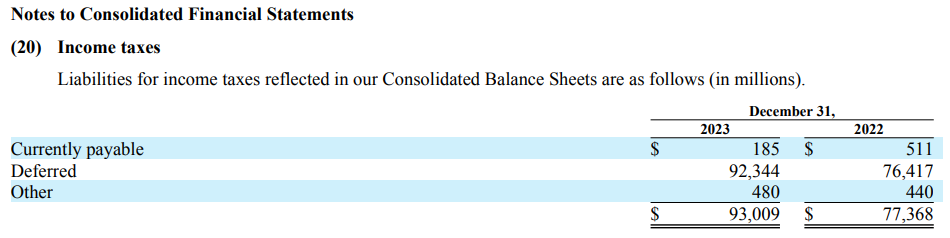 Notes to Consolidated Financial Statements
(20) Income taxes
Liabilities for income taxes reflected in our Consolidated Balance Sheets are as follows (in millions).
December 31,
2023 2022
Currently payable $ 185 $ 511
Deferred 92,344 76,417
Other 480 440
$ 93,009 $ 77,368